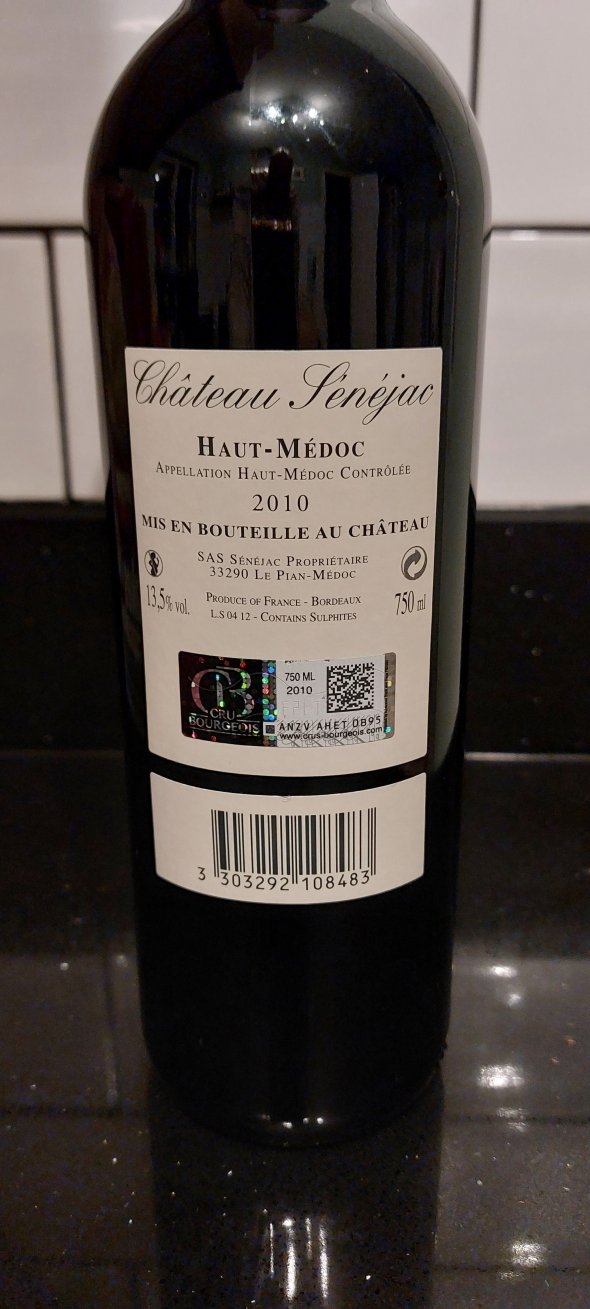 Château Sénéjac
HAUT-MÉDOC
APPELLATION HAUT-MÉDOC CONTRÔLÉE
2010
MIS EN BOUTEILLE AU CHÂTEAU
SAS SÉNÉJAC PROPRIÉTAIRE
33290 LE PIAN-MÉDOC
13,5% vol.
PRODUCE OF FRANCE - BORDEAUX
L.S 04 12 - CONTAINS SULPHITES
750 ml
CB
CRU
BOURGEOIS
750 ML
2010
ANZV AHET DB95
www.crus-bourgeois.com
3 303292 108483